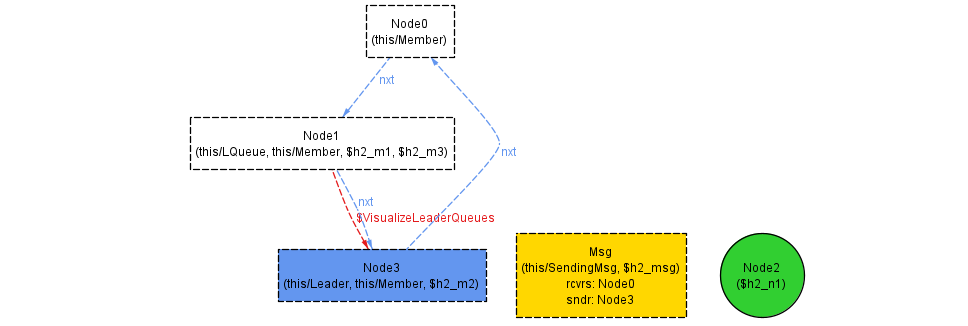 Node0
(this/Member)
nxt
Node1
(this/LQueue, this/Member, $h2_m1, $h2_m3)
nxt
nxt
$VisualizeLeaderQueues
Node3
(this/Leader, this/Member, $h2_m2)
Msg
(this/SendingMsg, $h2_msg)
rcvrs: Node0
sndr: Node3
Node2
($h2_n1)